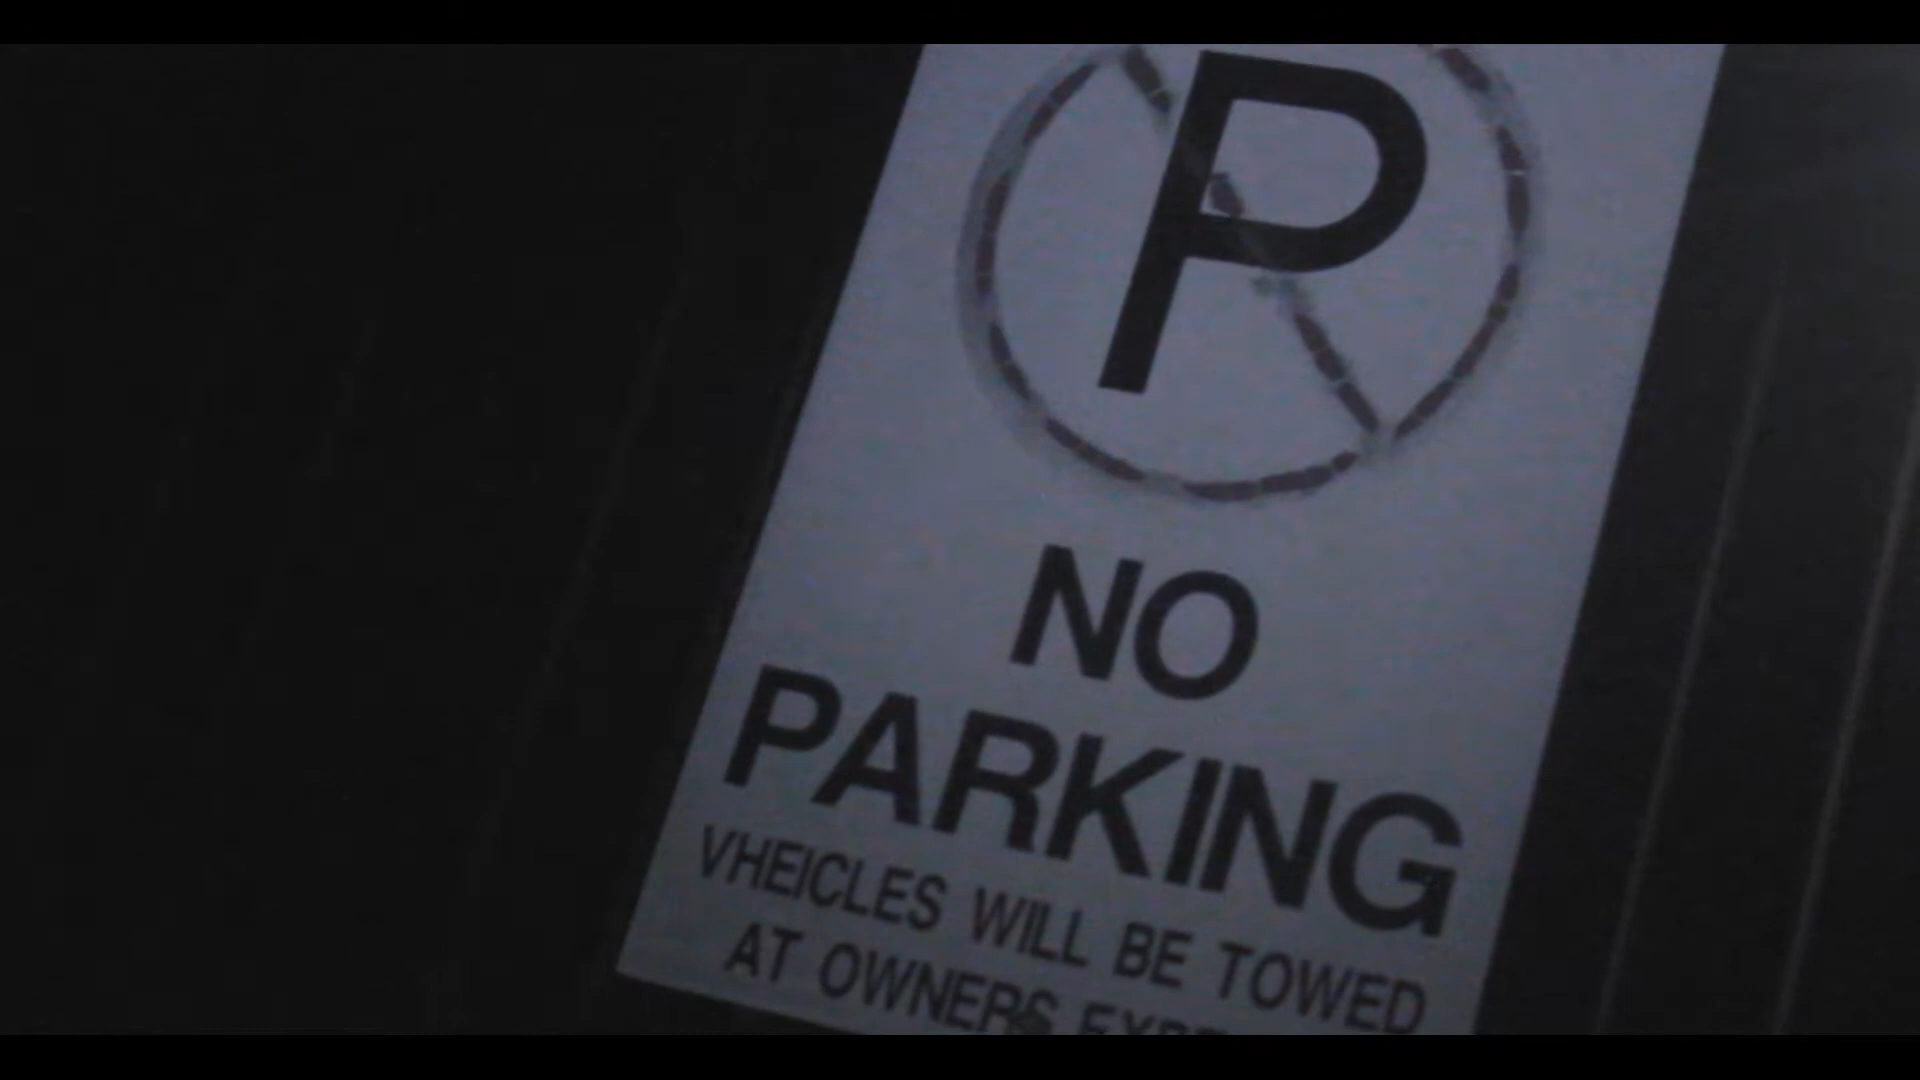 P
NO
PARKING
VHEICLES WILL BE TOWED
AT OWNERS